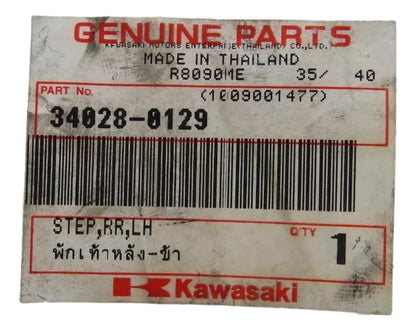 GENUINE PARTS
KAWASAKI MOTORS ENTERPRISE(THAILAND) CO.,LTD.
MADE IN THAILAND
R8090ME 35/ 40
PART No. (1009001477)
34028-0129
STEP,RR,LH Q'TY 1
พักเท้าหลัง-ซ้า
Kawasaki